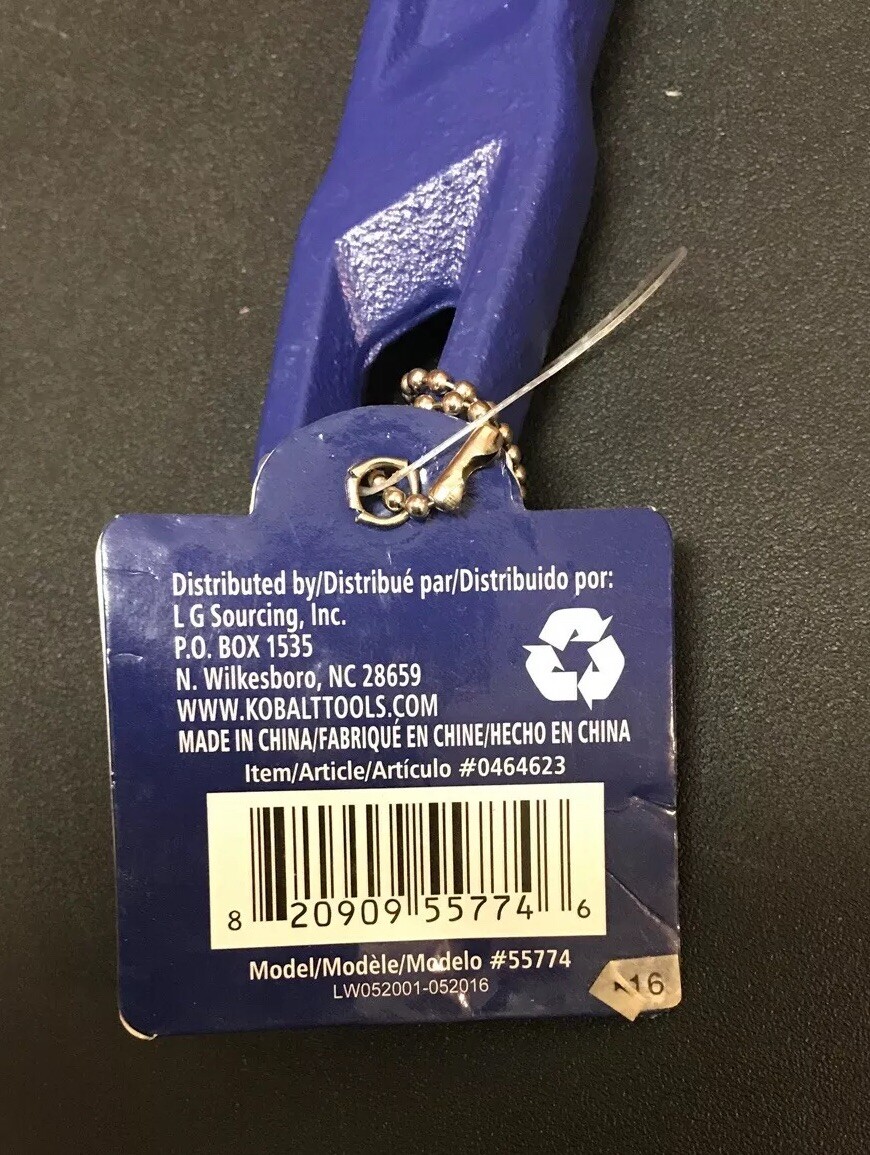 Distributed by/Distribué par/Distribuido por:
L G Sourcing, Inc.
P.O. BOX 1535
N. Wilkesboro, NC 28659
WWW.KOBALTTOOLS.COM
MADE IN CHINA/FABRIQUÉ EN CHINE/HECHO EN CHINA
Item/Article/Artículo #0464623
8 20909 55774 6
Model/Modèle/Modelo #55774
LW052001-052016
16